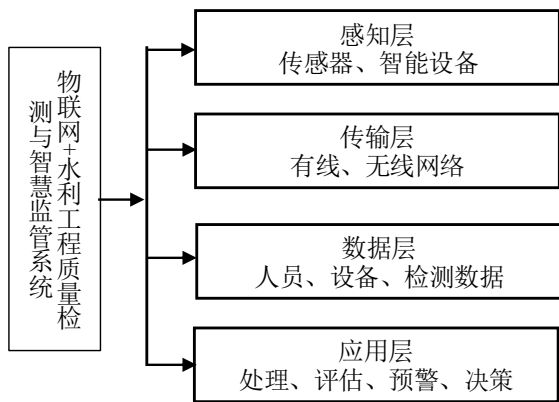 物联网+水利工程质量检
测与智慧监管系统
感知层
传感器、智能设备
传输层
有线、无线网络
数据层
人员、设备、检测数据
应用层
处理、评估、预警、决策